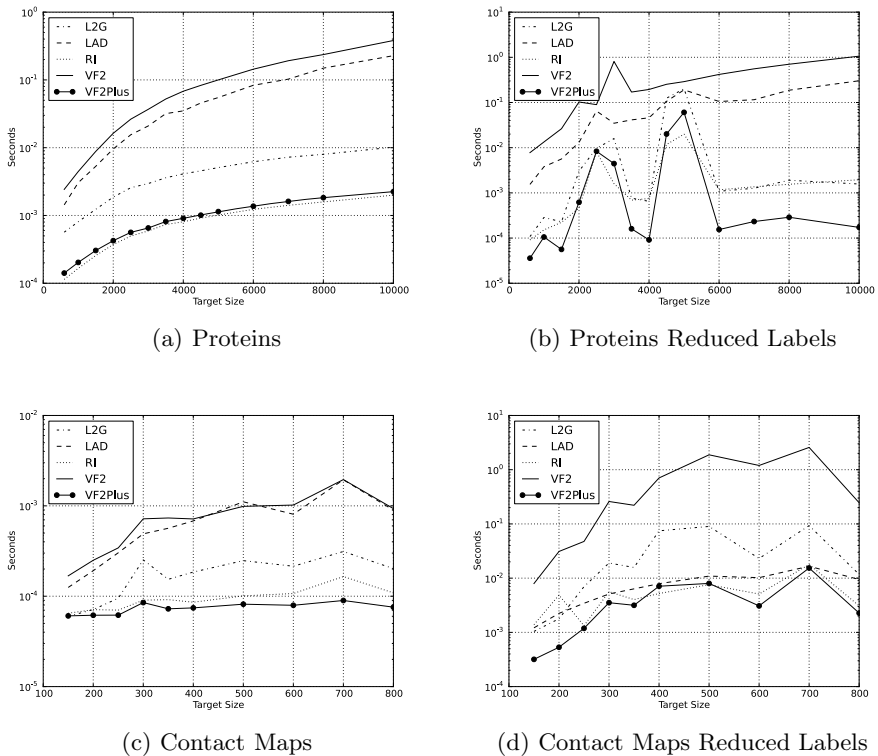 10^0
10^-1
10^-2
10^-3
10^-4
Seconds
L2G
LAD
RI
VF2
VF2Plus
0 2000 4000 6000 8000 10000
Target Size
(a) Proteins
10^1
10^0
10^-1
10^-2
10^-3
10^-4
10^-5
Seconds
L2G
LAD
RI
VF2
VF2Plus
0 2000 4000 6000 8000 10000
Target Size
(b) Proteins Reduced Labels
10^-2
10^-3
10^-4
10^-5
Seconds
L2G
LAD
RI
VF2
VF2Plus
100 200 300 400 500 600 700 800
Target Size
(c) Contact Maps
10^1
10^0
10^-1
10^-2
10^-3
10^-4
Seconds
L2G
LAD
RI
VF2
VF2Plus
100 200 300 400 500 600 700 800
Target Size
(d) Contact Maps Reduced Labels